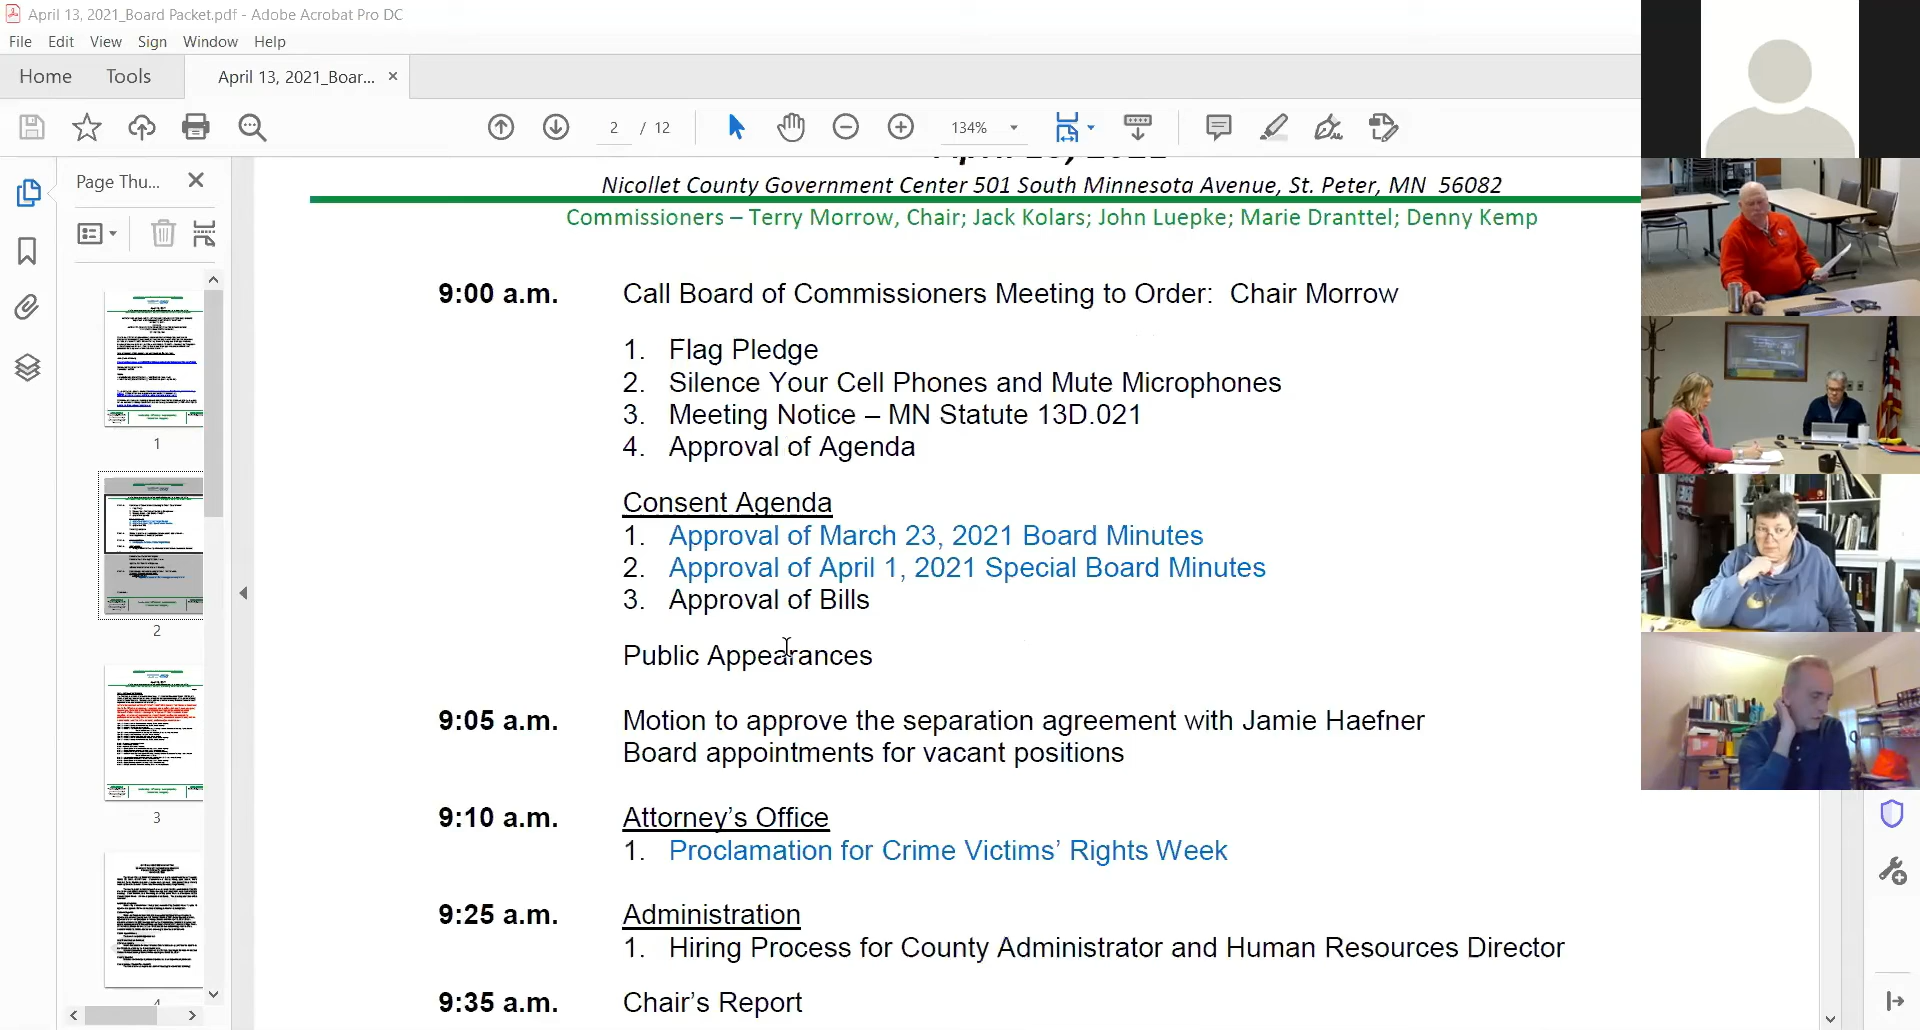 April 13, 2021_Board Packet.pdf - Adobe Acrobat Pro DC
File Edit View Sign Window Help
Home Tools April 13, 2021_Boar... ×
2 / 12 134%
Page Thu...
Nicollet County Government Center 501 South Minnesota Avenue, St. Peter, MN 56082
Commissioners – Terry Morrow, Chair; Jack Kolars; John Luepke; Marie Dranttel; Denny Kemp
9:00 a.m. Call Board of Commissioners Meeting to Order: Chair Morrow
1. Flag Pledge
2. Silence Your Cell Phones and Mute Microphones
3. Meeting Notice – MN Statute 13D.021
4. Approval of Agenda
Consent Agenda
1. Approval of March 23, 2021 Board Minutes
2. Approval of April 1, 2021 Special Board Minutes
3. Approval of Bills
Public Appearances
9:05 a.m. Motion to approve the separation agreement with Jamie Haefner
Board appointments for vacant positions
9:10 a.m. Attorney’s Office
1. Proclamation for Crime Victims’ Rights Week
9:25 a.m. Administration
1. Hiring Process for County Administrator and Human Resources Director
9:35 a.m. Chair’s Report
1
2
3
4